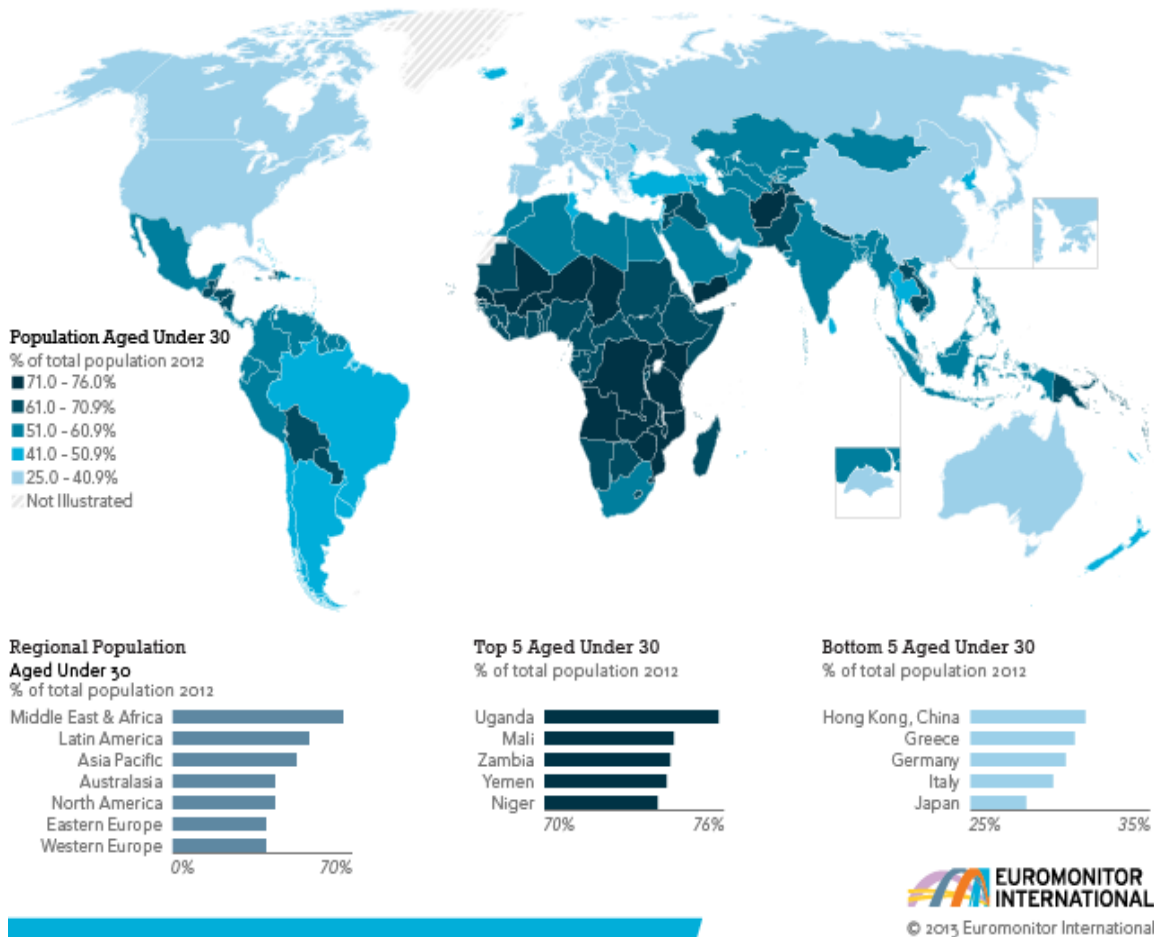 Population Aged Under 30
% of total population 2012
71.0 - 76.0%
61.0 - 70.9%
51.0 - 60.9%
41.0 - 50.9%
25.0 - 40.9%
Not Illustrated
Regional Population
Aged Under 30
% of total population 2012
Middle East & Africa
Latin America
Asia Pacific
Australasia
North America
Eastern Europe
Western Europe
0% 70%
Top 5 Aged Under 30
% of total population 2012
Uganda
Mali
Zambia
Yemen
Niger
70% 76%
Bottom 5 Aged Under 30
% of total population 2012
Hong Kong, China
Greece
Germany
Italy
Japan
25% 35%
EUROMONITOR
INTERNATIONAL
© 2013 Euromonitor International